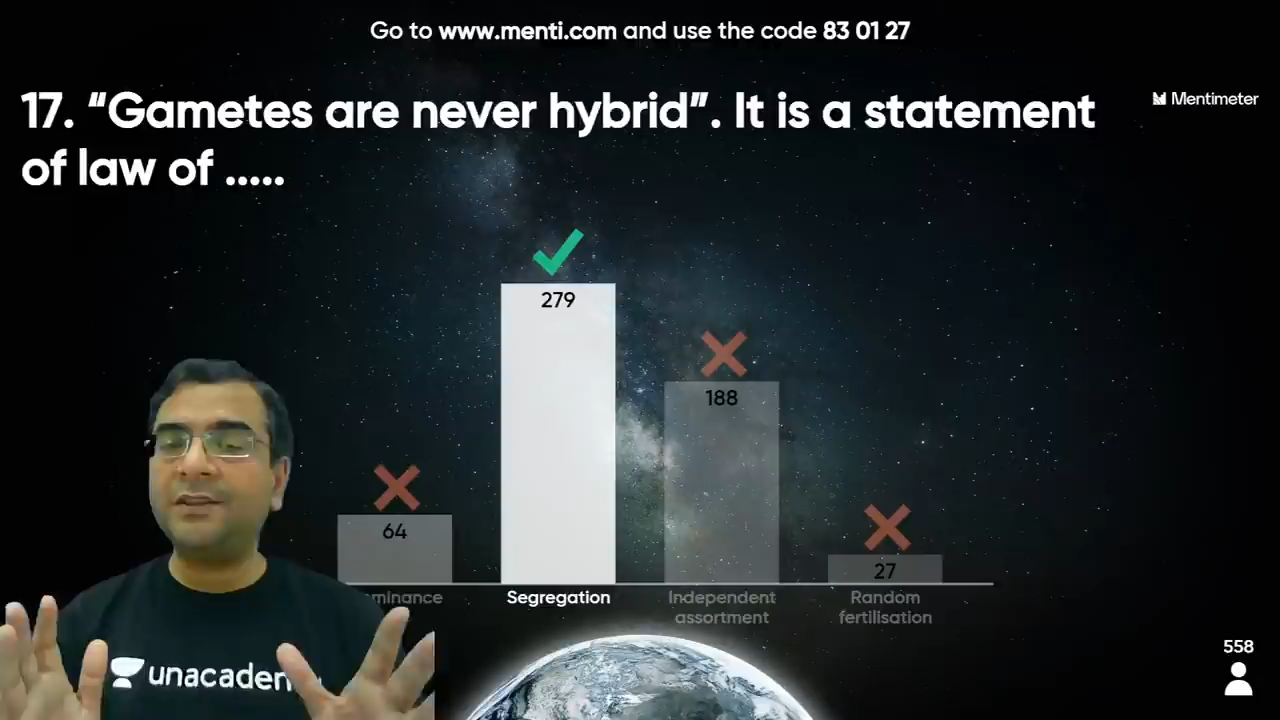 Go to www.menti.com and use the code 83 01 27
17. “Gametes are never hybrid”. It is a statement
of law of .....
Mentimeter
279
188
64
27
Segregation
Independent
assortment
Random
fertilisation
558